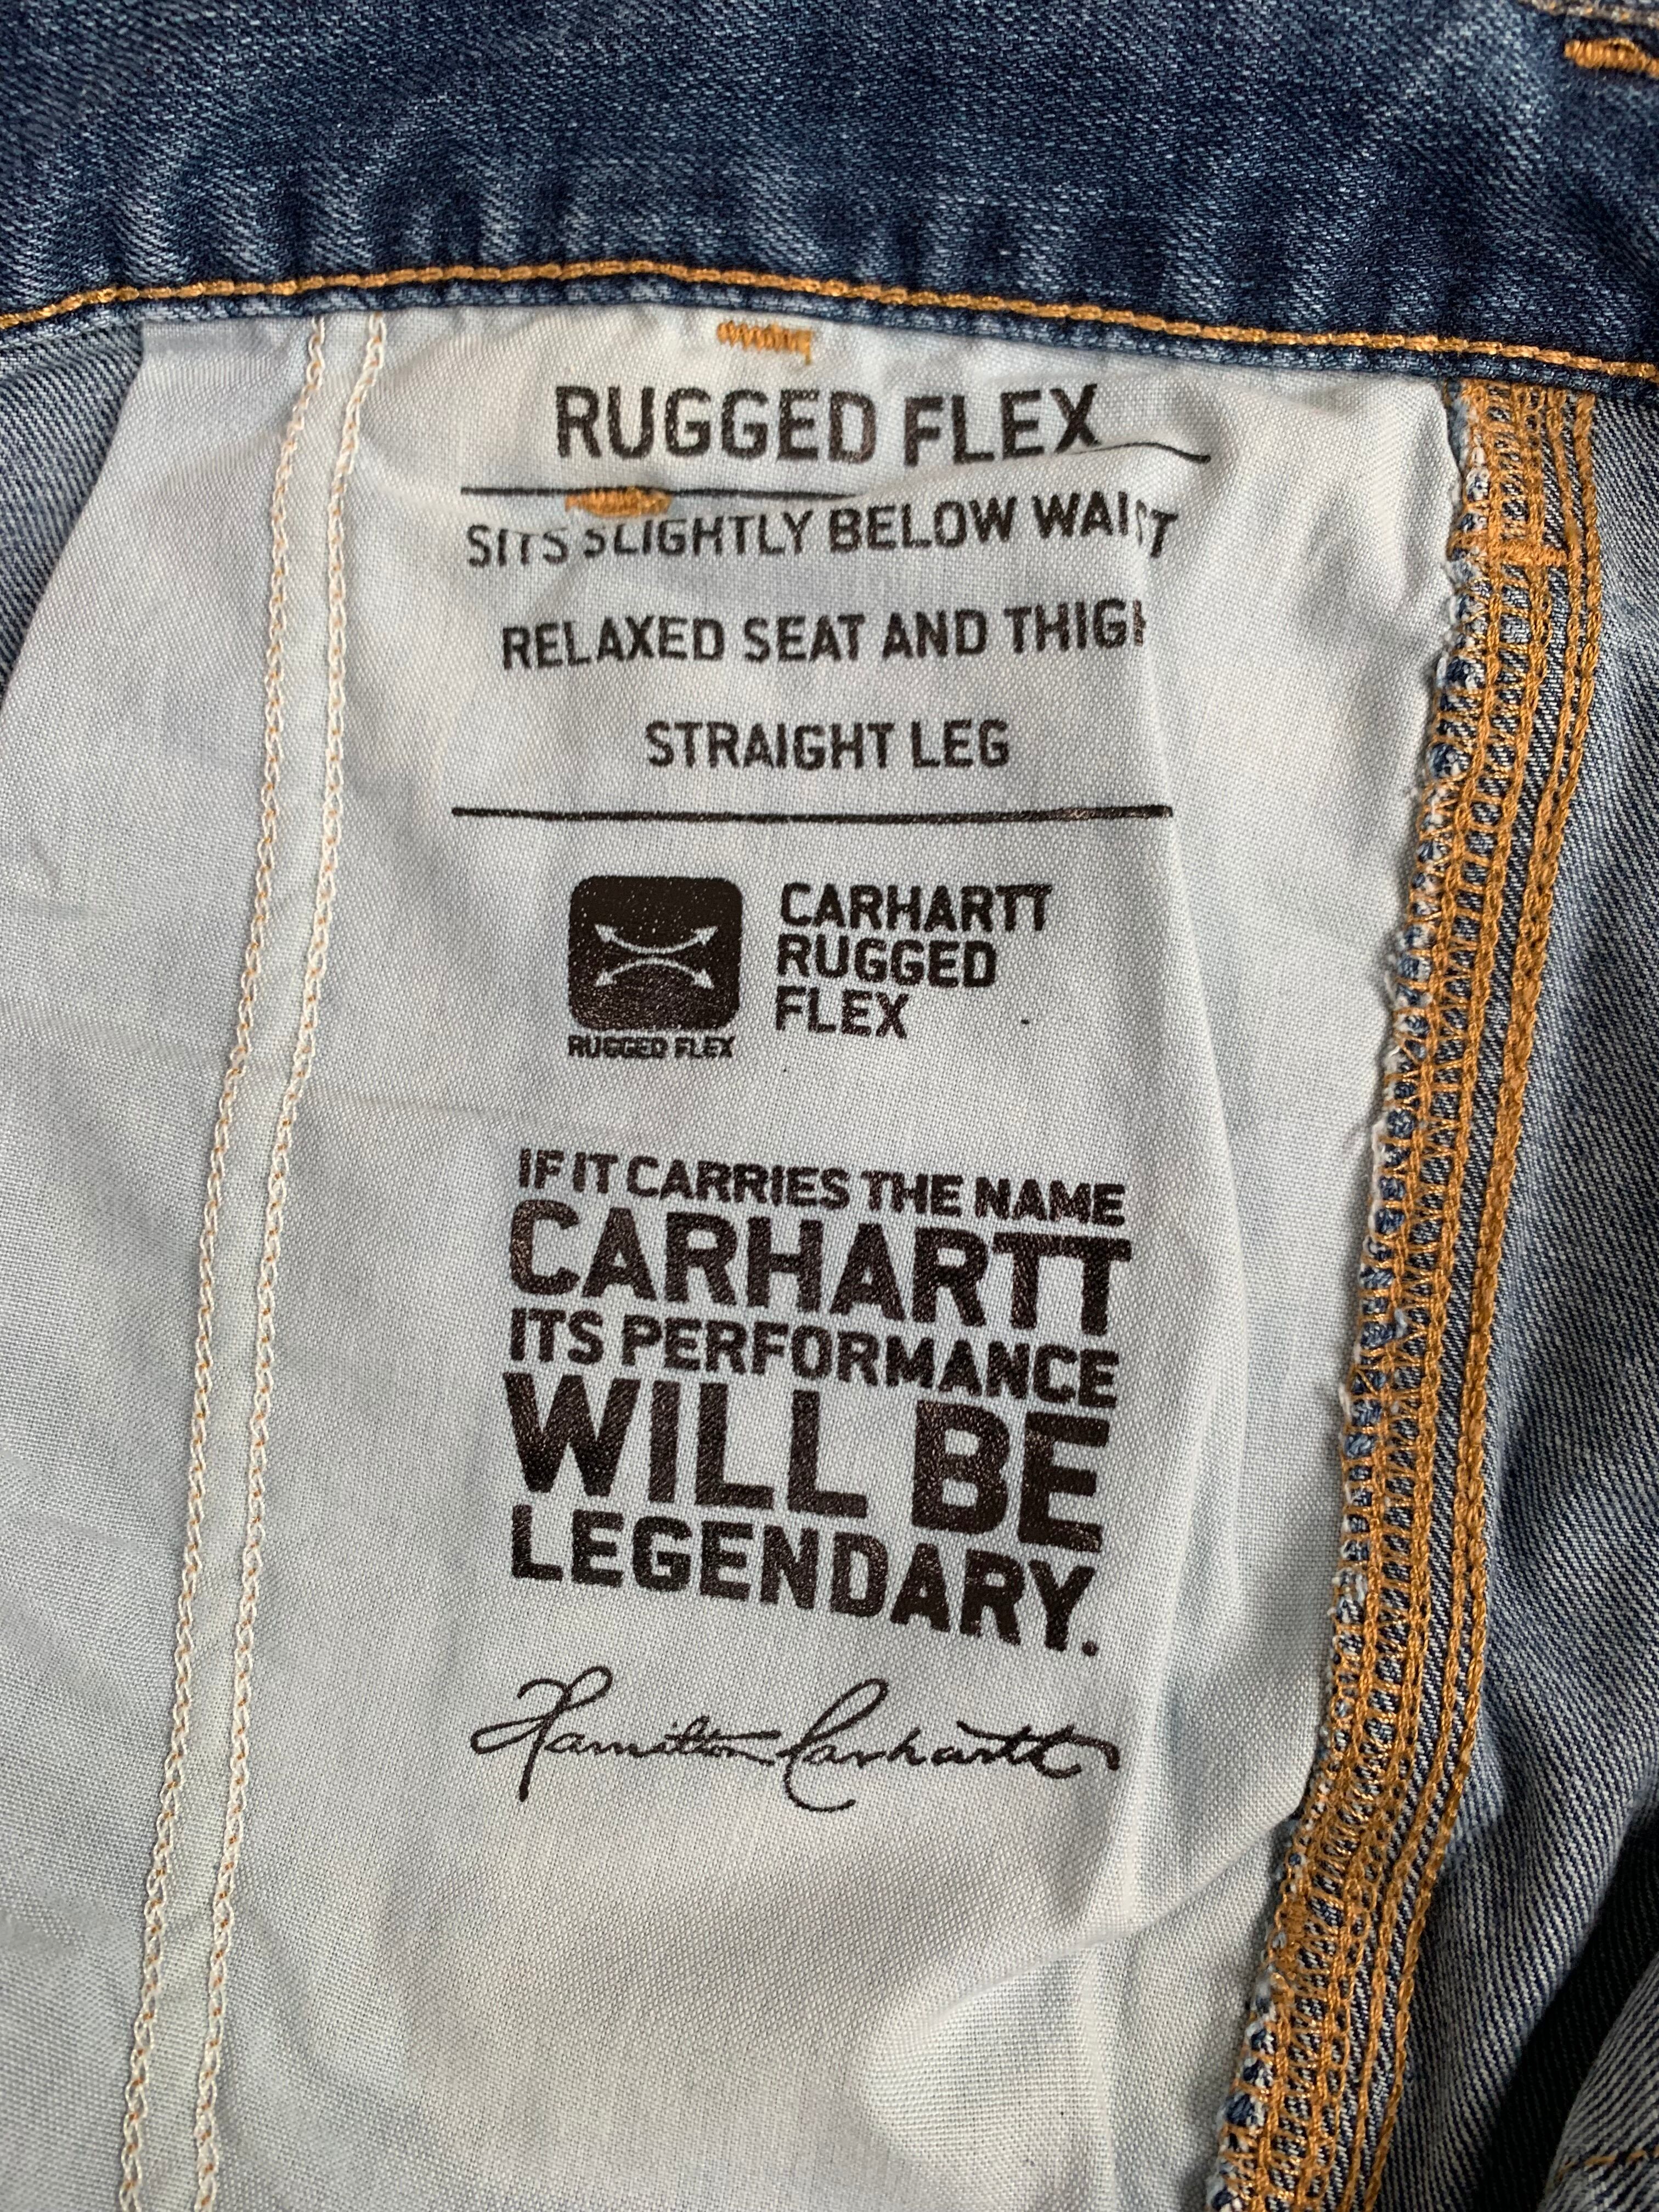 RUGGED FLEX
SITS SLIGHTLY BELOW WAIST
RELAXED SEAT AND THIGH
STRAIGHT LEG
CARHARTT
RUGGED
FLEX
RUGGED FLEX
IF IT CARRIES THE NAME
CARHARTT
ITS PERFORMANCE
WILL BE
LEGENDARY.
Hamilton Carhartt